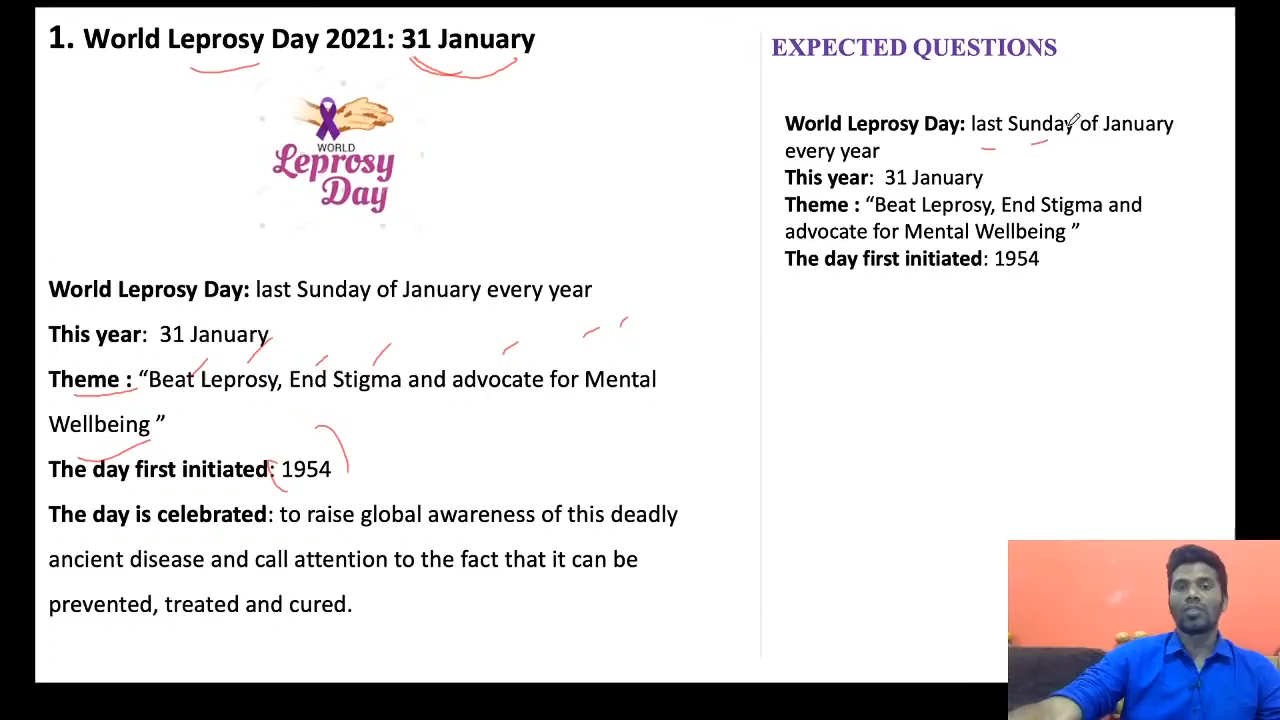 1. World Leprosy Day 2021: 31 January
WORLD
Leprosy
Day
World Leprosy Day: last Sunday of January every year
This year:  31 January
Theme : “Beat Leprosy, End Stigma and advocate for Mental
Wellbeing ”
The day first initiated: 1954
The day is celebrated: to raise global awareness of this deadly
ancient disease and call attention to the fact that it can be
prevented, treated and cured.
EXPECTED QUESTIONS
World Leprosy Day: last Sunday of January
every year
This year:  31 January
Theme : “Beat Leprosy, End Stigma and
advocate for Mental Wellbeing ”
The day first initiated: 1954